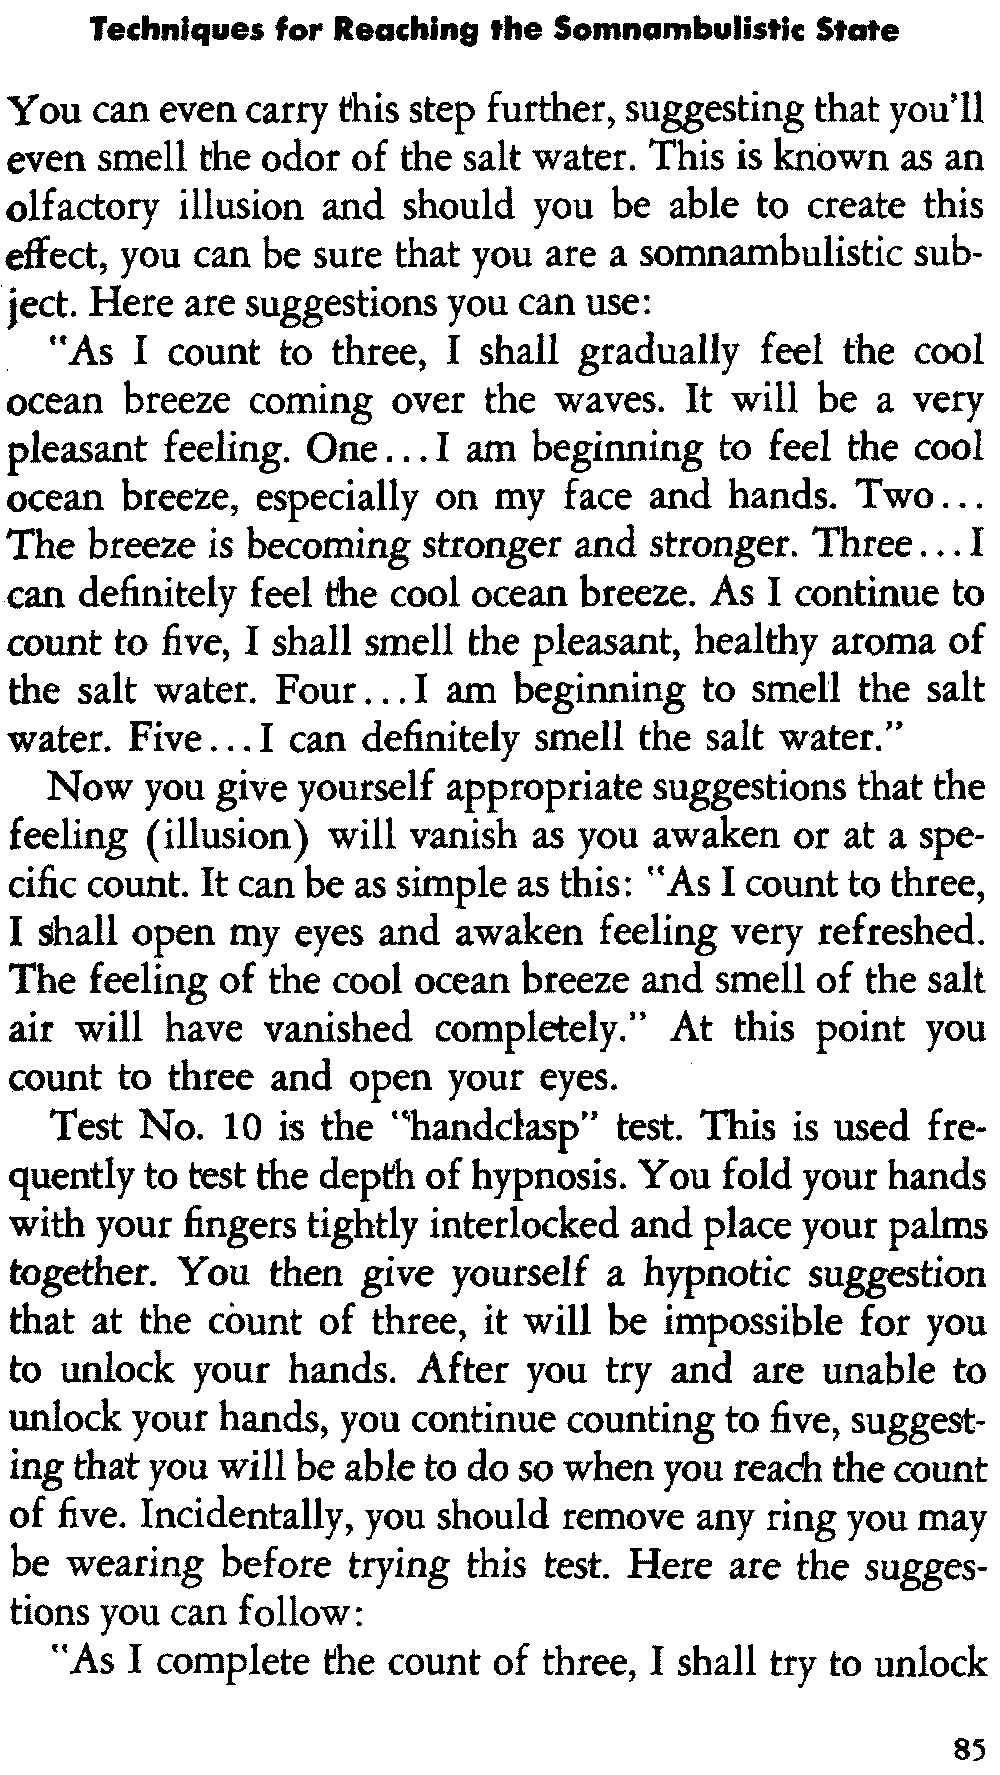 Techniques for Reaching the Somnambulistic State
You can even carry this step further, suggesting that you'll
even smell the odor of the salt water. This is known as an
olfactory illusion and should you be able to create this
effect, you can be sure that you are a somnambulistic sub-
ject. Here are suggestions you can use:
"As I count to three, I shall gradually feel the cool
ocean breeze coming over the waves. It will be a very
pleasant feeling. One...I am beginning to feel the cool
ocean breeze, especially on my face and hands. Two...
The breeze is becoming stronger and stronger. Three...I
can definitely feel the cool ocean breeze. As I continue to
count to five, I shall smell the pleasant, healthy aroma of
the salt water. Four...I am beginning to smell the salt
water. Five...I can definitely smell the salt water."
Now you give yourself appropriate suggestions that the
feeling (illusion) will vanish as you awaken or at a spe-
cific count. It can be as simple as this: "As I count to three,
I shall open my eyes and awaken feeling very refreshed.
The feeling of the cool ocean breeze and smell of the salt
air will have vanished completely." At this point you
count to three and open your eyes.
Test No. 10 is the "handclasp" test. This is used fre-
quently to test the depth of hypnosis. You fold your hands
with your fingers tightly interlocked and place your palms
together. You then give yourself a hypnotic suggestion
that at the count of three, it will be impossible for you
to unlock your hands. After you try and are unable to
unlock your hands, you continue counting to five, suggest-
ing that you will be able to do so when you reach the count
of five. Incidentally, you should remove any ring you may
be wearing before trying this test. Here are the sugges-
tions you can follow:
"As I complete the count of three, I shall try to unlock
85